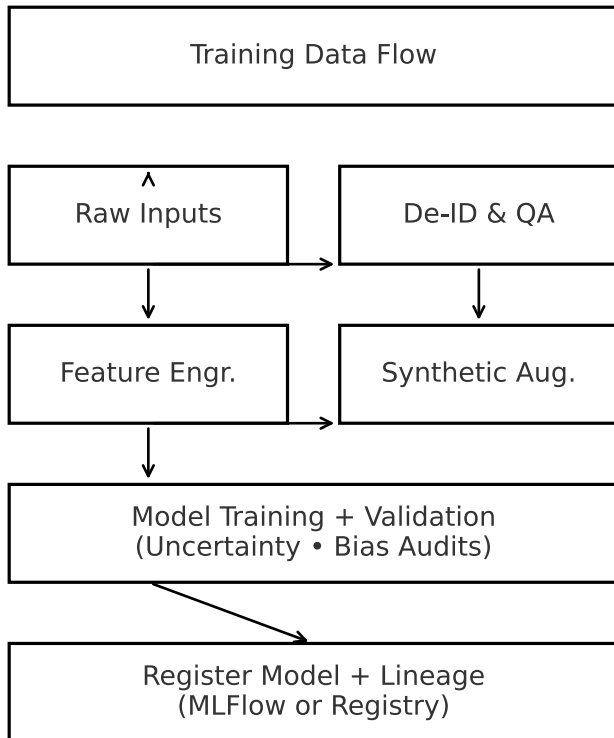 Training Data Flow
Raw Inputs
De-ID & QA
Feature Engr.
Synthetic Aug.
Model Training + Validation
(Uncertainty • Bias Audits)
Register Model + Lineage
(MLFlow or Registry)